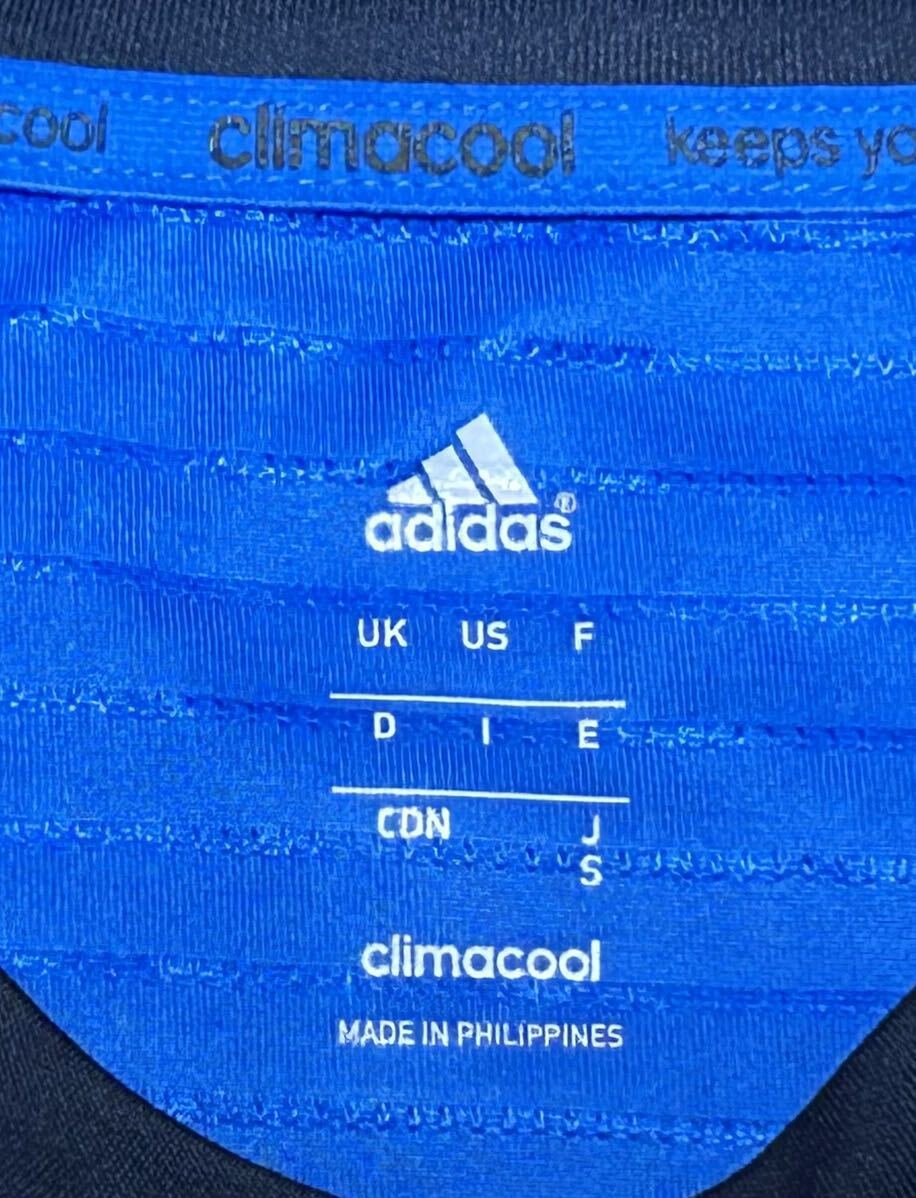 cool climacool keeps yo
adidas®
UK US F
D I E
CDN J
S
climacool
MADE IN PHILIPPINES